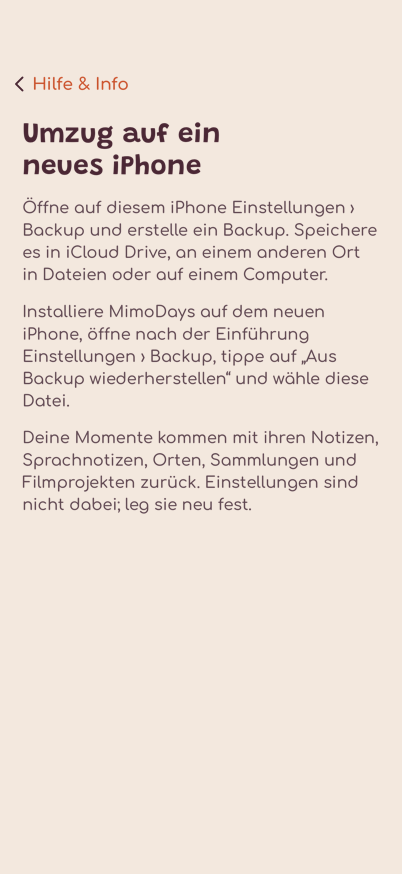 Hilfe & Info
Umzug auf ein
neues iPhone
Öffne auf diesem iPhone Einstellungen ›
Backup und erstelle ein Backup. Speichere
es in iCloud Drive, an einem anderen Ort
in Dateien oder auf einem Computer.
Installiere MimoDays auf dem neuen
iPhone, öffne nach der Einführung
Einstellungen › Backup, tippe auf „Aus
Backup wiederherstellen“ und wähle diese
Datei.
Deine Momente kommen mit ihren Notizen,
Sprachnotizen, Orten, Sammlungen und
Filmprojekten zurück. Einstellungen sind
nicht dabei; leg sie neu fest.